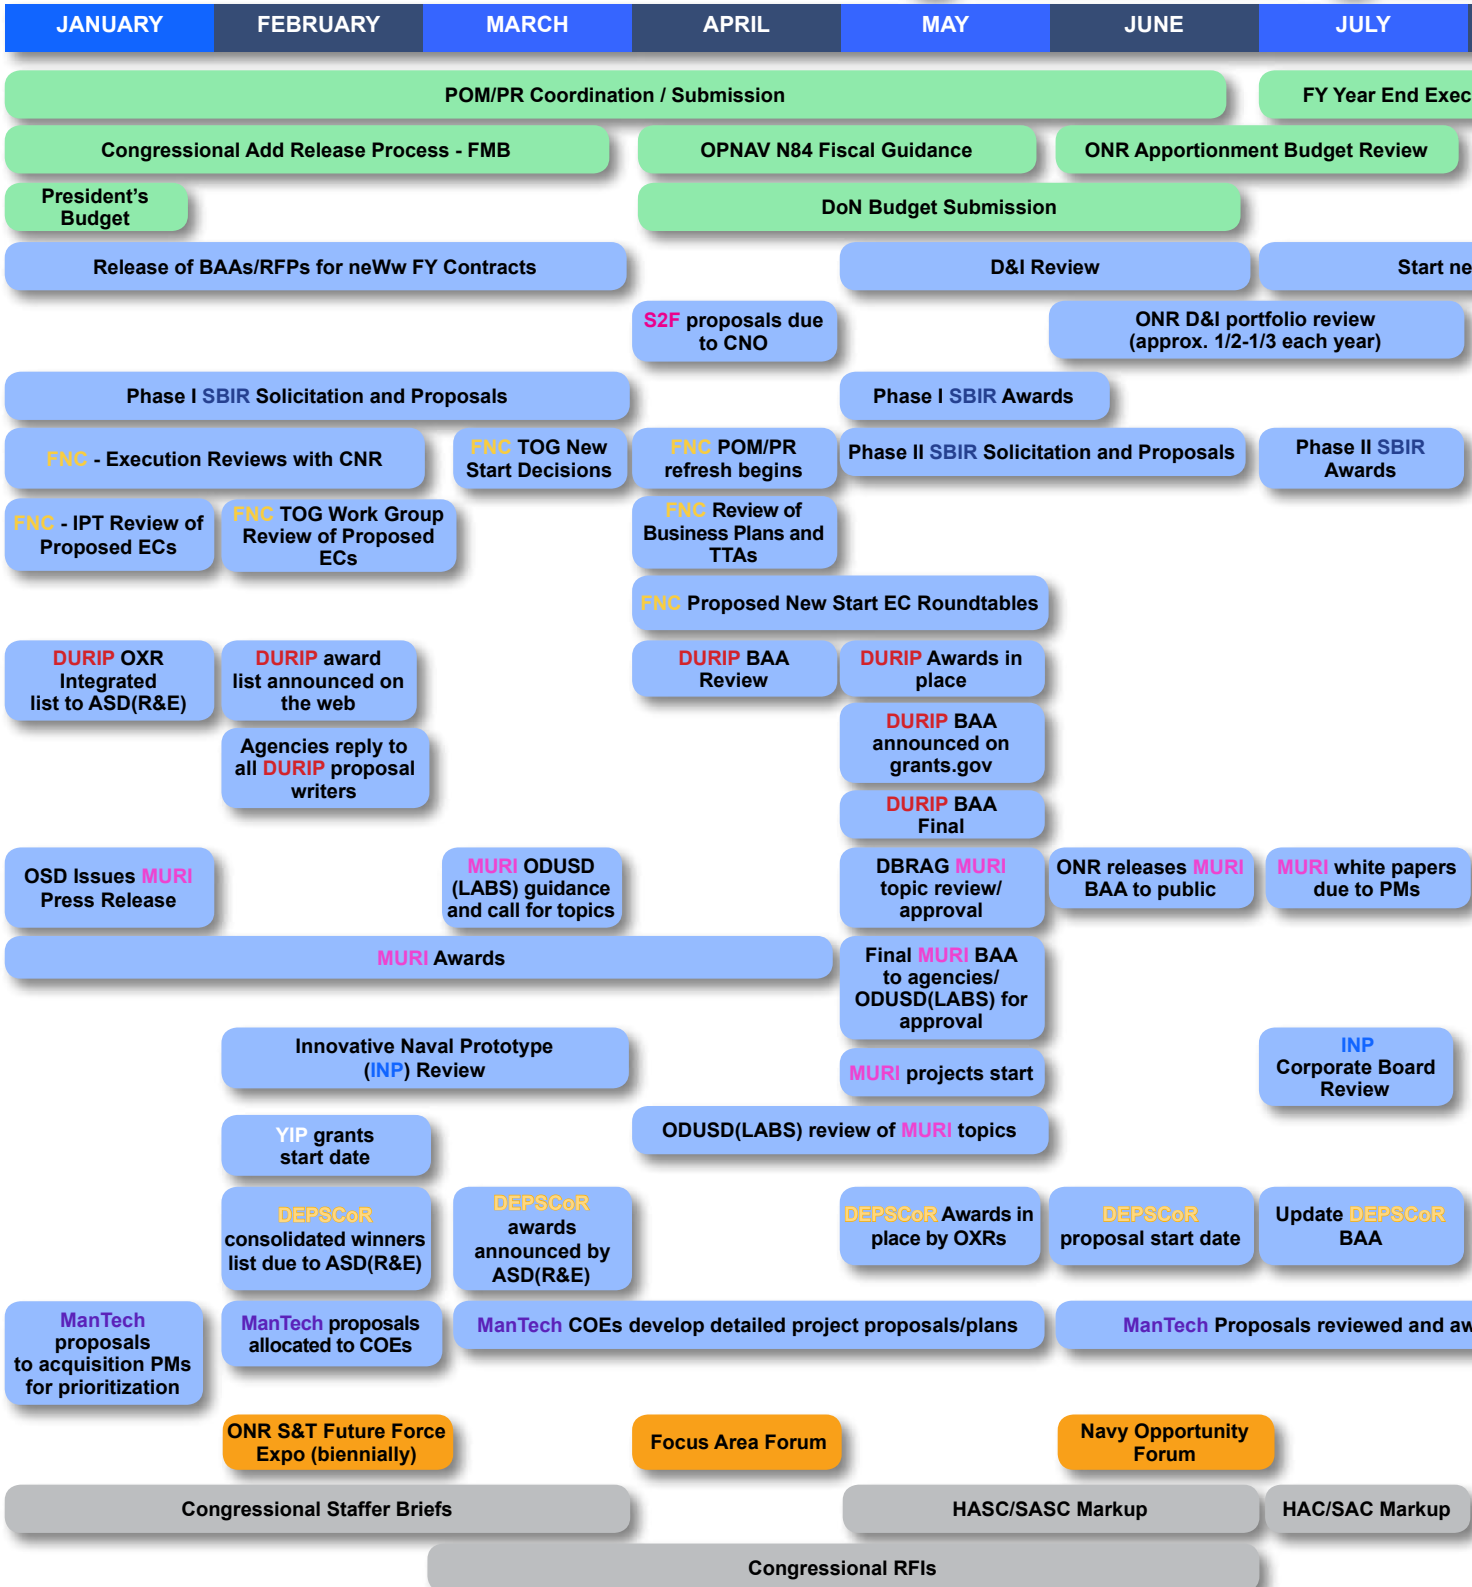 JANUARY FEBRUARY MARCH APRIL MAY JUNE JULY
POM/PR Coordination / Submission
FY Year End Exec
Congressional Add Release Process - FMB
OPNAV N84 Fiscal Guidance
ONR Apportionment Budget Review
President's
Budget
DoN Budget Submission
Release of BAAs/RFPs for neWw FY Contracts
D&I Review
Start ne
S2F proposals due
to CNO
ONR D&I portfolio review
(approx. 1/2-1/3 each year)
Phase I SBIR Solicitation and Proposals
Phase I SBIR Awards
FNC - Execution Reviews with CNR
FNC TOG New
Start Decisions
FNC POM/PR
refresh begins
Phase II SBIR Solicitation and Proposals
Phase II SBIR
Awards
FNC - IPT Review of
Proposed ECs
FNC TOG Work Group
Review of Proposed
ECs
FNC Review of
Business Plans and
TTAs
FNC Proposed New Start EC Roundtables
DURIP OXR
Integrated
list to ASD(R&E)
DURIP award
list announced on
the web
DURIP BAA
Review
DURIP Awards in
place
Agencies reply to
all DURIP proposal
writers
DURIP BAA
announced on
grants.gov
DURIP BAA
Final
OSD Issues MURI
Press Release
MURI ODUSD
(LABS) guidance
and call for topics
DBRAG MURI
topic review/
approval
ONR releases MURI
BAA to public
MURI white papers
due to PMs
MURI Awards
Final MURI BAA
to agencies/
ODUSD(LABS) for
approval
Innovative Naval Prototype
(INP) Review
MURI projects start
INP
Corporate Board
Review
YIP grants
start date
ODUSD(LABS) review of MURI topics
DEPSCoR
consolidated winners
list due to ASD(R&E)
DEPSCoR
awards
announced by
ASD(R&E)
DEPSCoR Awards in
place by OXRs
DEPSCoR
proposal start date
Update DEPSCoR
BAA
ManTech
proposals
to acquisition PMs
for prioritization
ManTech proposals
allocated to COEs
ManTech COEs develop detailed project proposals/plans
ManTech Proposals reviewed and aw
ONR S&T Future Force
Expo (biennially)
Focus Area Forum
Navy Opportunity
Forum
Congressional Staffer Briefs
HASC/SASC Markup
HAC/SAC Markup
Congressional RFIs